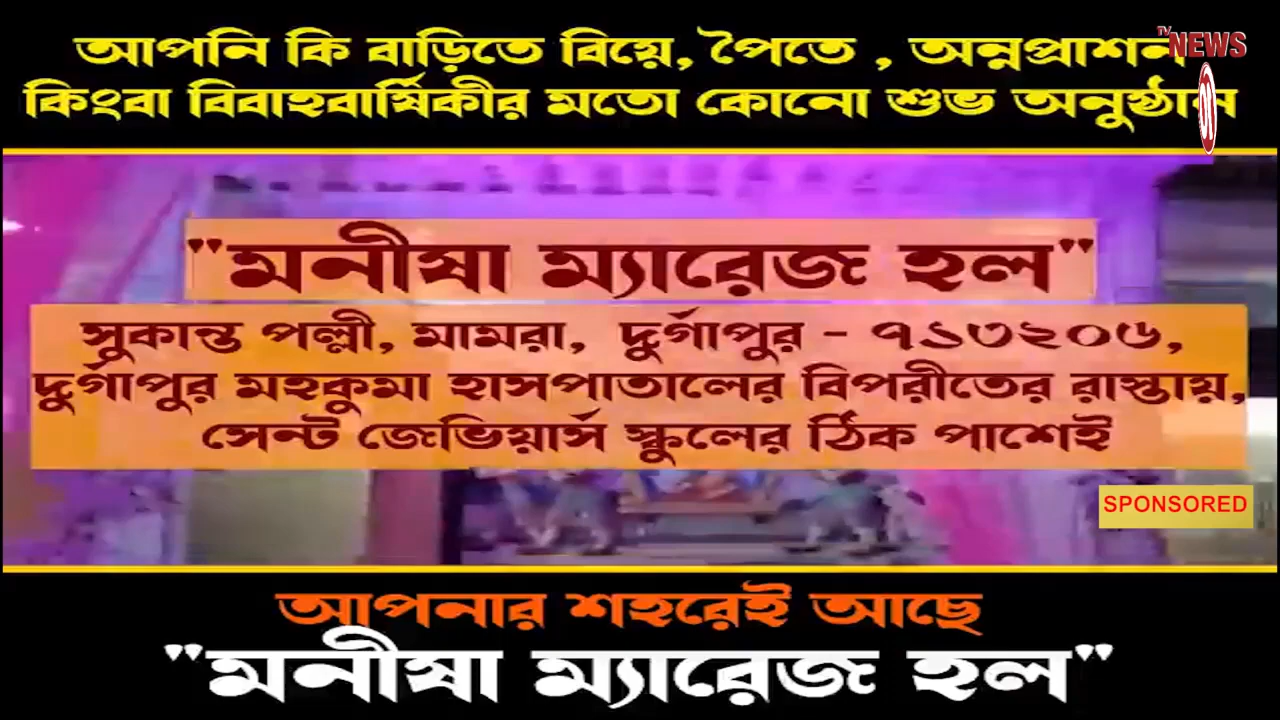 আপনি কি বাড়িতে বিয়ে, পৈতে , অন্নপ্রাশন
কিংবা বিবাহবার্ষিকীর মতো কোনো শুভ অনুষ্ঠান
TV NEWS
"মনীষা ম্যারেজ হল"
সুকান্ত পল্লী, মামরা, দুর্গাপুর - ৭১৩২০৬,
দুর্গাপুর মহকুমা হাসপাতালের বিপরীতের রাস্তায়,
সেন্ট জেভিয়ার্স স্কুলের ঠিক পাশেই
SPONSORED
আপনার শহরেই আছে
"মনীষা ম্যারেজ হল"